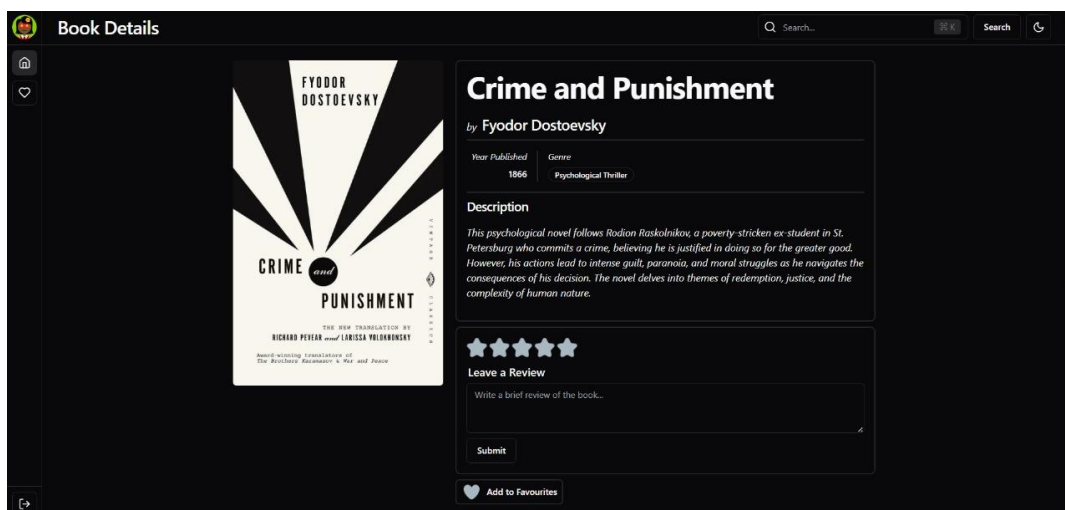 Book Details
Search...
⌘K
Search
FYODOR
DOSTOEVSKY
CRIME and
PUNISHMENT
VINTAGE CLASSICS
THE NEW TRANSLATION BY
RICHARD PEVEAR and LARISSA VOLOKHONSKY
Award-winning translators of
The Brothers Karamazov & War and Peace
Crime and Punishment
by Fyodor Dostoevsky
Year Published
1866
Genre
Psychological Thriller
Description
This psychological novel follows Rodion Raskolnikov, a poverty-stricken ex-student in St.
Petersburg who commits a crime, believing he is justified in doing so for the greater good.
However, his actions lead to intense guilt, paranoia, and moral struggles as he navigates the
consequences of his decision. The novel delves into themes of redemption, justice, and the
complexity of human nature.
Leave a Review
Write a brief review of the book...
Submit
Add to Favourites